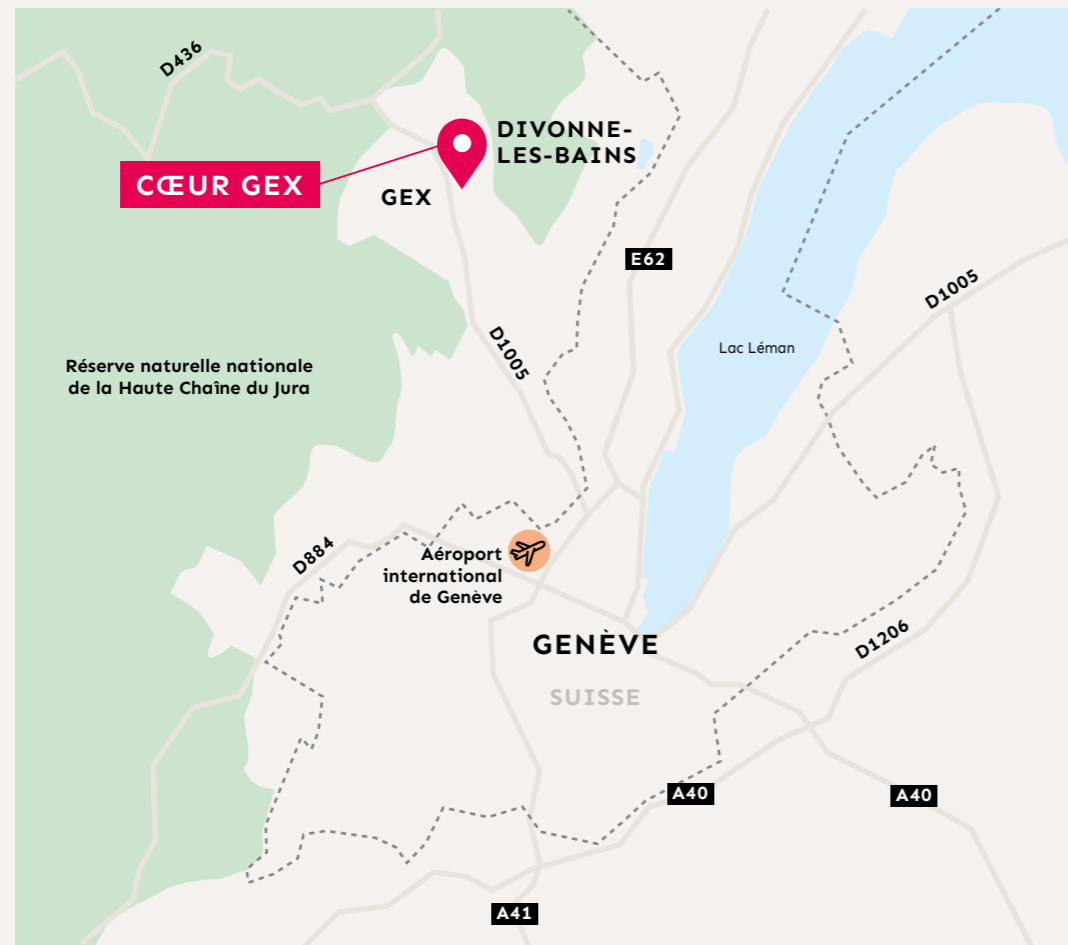 D436
DIVONNE-
LES-BAINS
CŒUR GEX
GEX
E62
D1005
D1005
Lac Léman
Réserve naturelle nationale
de la Haute Chaîne du Jura
D884
Aéroport
international
de Genève
GENÈVE
D1206
SUISSE
A40
A40
A41